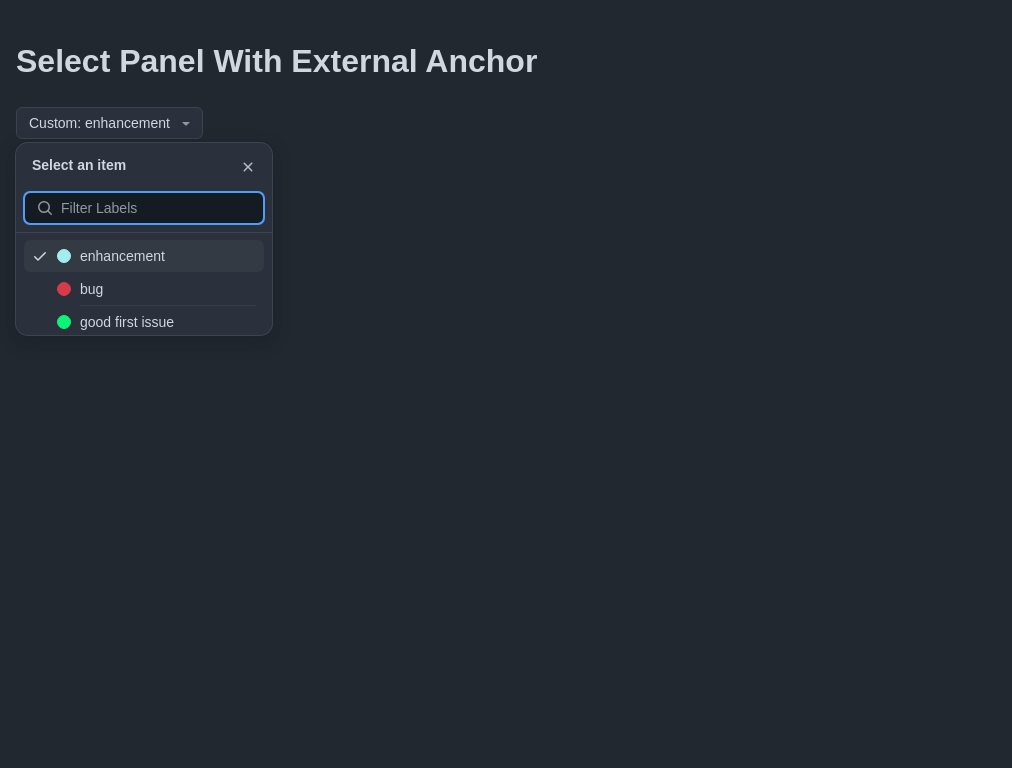 Select Panel With External Anchor
Custom: enhancement
Select an item
Filter Labels
enhancement
bug
good first issue